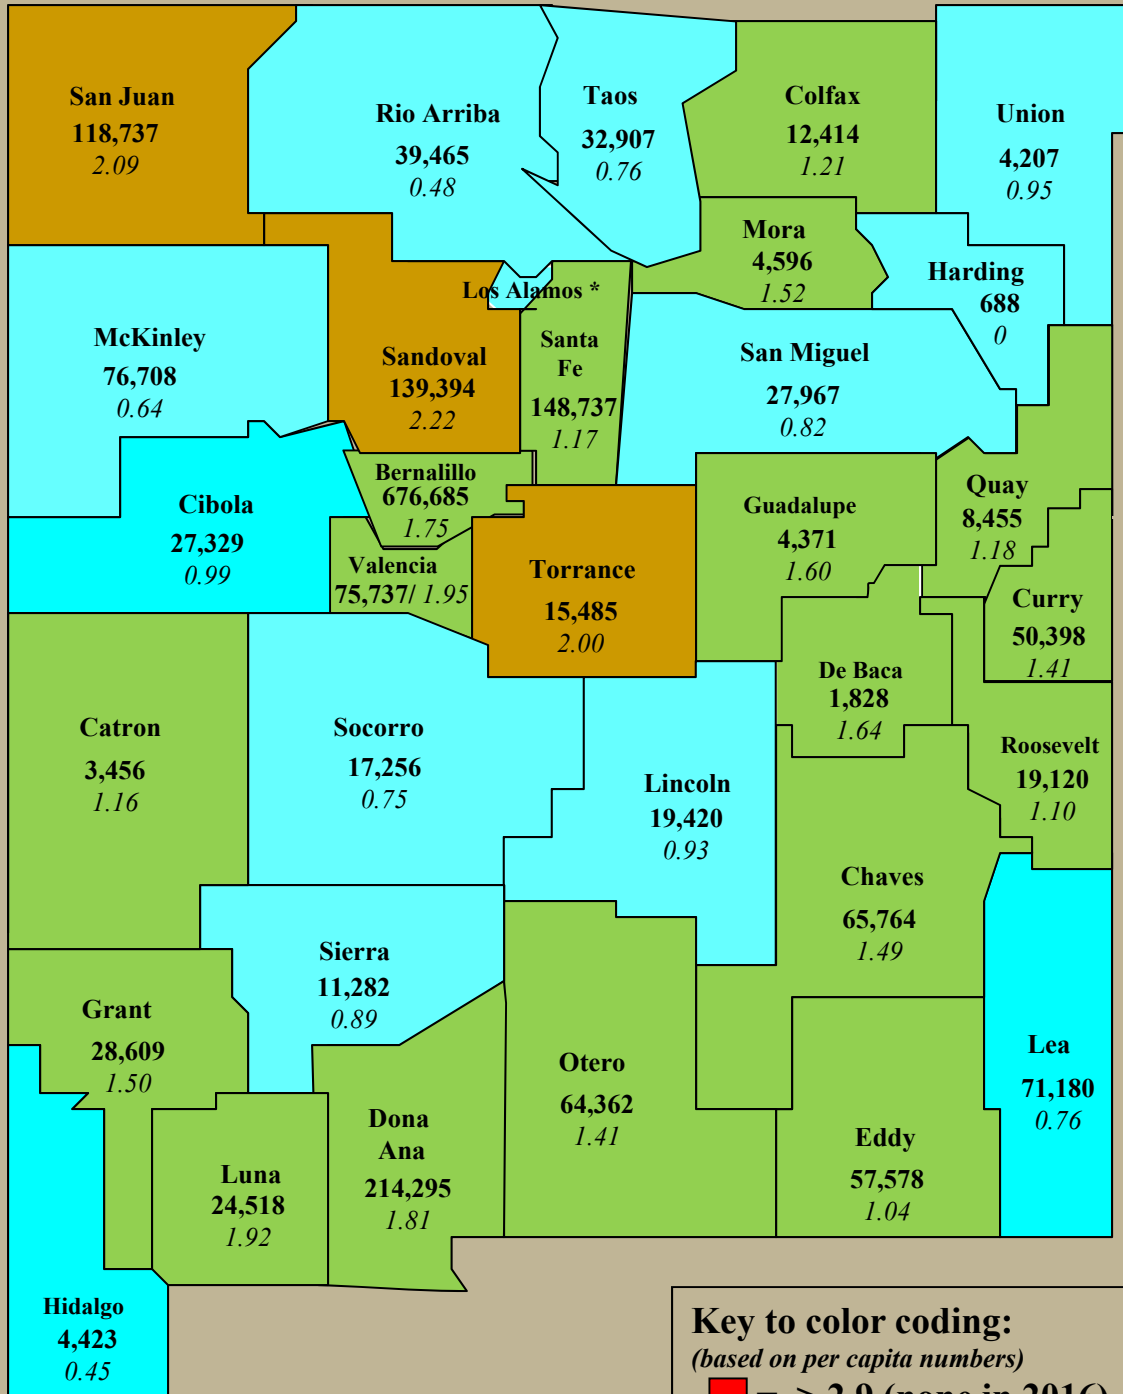 San Juan
118,737
2.09
Rio Arriba
39,465
0.48
Taos
32,907
0.76
Colfax
12,414
1.21
Union
4,207
0.95
Mora
4,596
1.52
Harding
688
0
Los Alamos *
McKinley
76,708
0.64
Sandoval
139,394
2.22
Santa
Fe
148,737
1.17
San Miguel
27,967
0.82
Bernalillo
676,685
1.75
Cibola
27,329
0.99
Valencia
75,737/ 1.95
Torrance
15,485
2.00
Guadalupe
4,371
1.60
Quay
8,455
1.18
Curry
50,398
1.41
De Baca
1,828
1.64
Roosevelt
19,120
1.10
Catron
3,456
1.16
Socorro
17,256
0.75
Lincoln
19,420
0.93
Chaves
65,764
1.49
Sierra
11,282
0.89
Grant
28,609
1.50
Luna
24,518
1.92
Dona
Ana
214,295
1.81
Otero
64,362
1.41
Eddy
57,578
1.04
Lea
71,180
0.76
Hidalgo
4,423
0.45
Key to color coding:
(based on per capita numbers)
= > 2.9 (none in 2016)